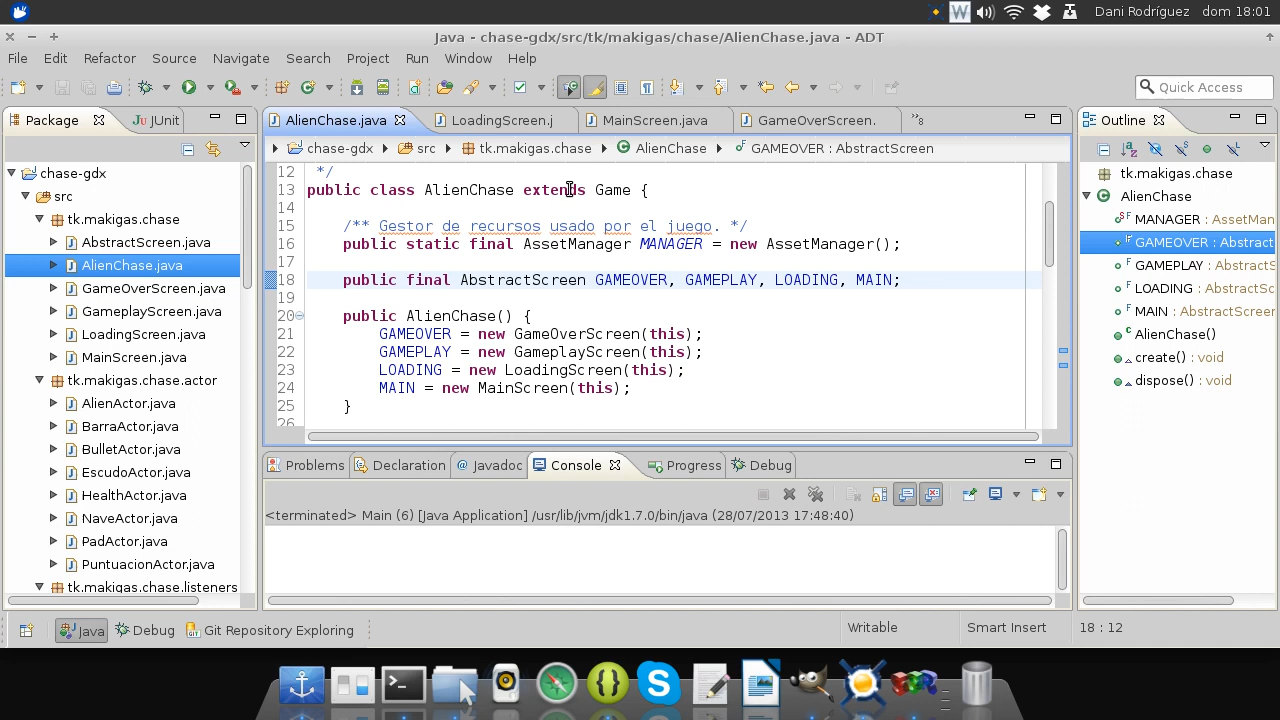 Dani Rodríguez dom 18:01
Java - chase-gdx/src/tk/makigas/chase/AlienChase.java - ADT
File Edit Refactor Source Navigate Search Project Run Window Help
Quick Access
Package
JUnit
chase-gdx
src
tk.makigas.chase
AbstractScreen.java
AlienChase.java
GameOverScreen.java
GameplayScreen.java
LoadingScreen.java
MainScreen.java
tk.makigas.chase.actor
AlienActor.java
BarraActor.java
BulletActor.java
EscudoActor.java
HealthActor.java
NaveActor.java
PadActor.java
PuntuacionActor.java
tk.makigas.chase.listeners
AlienChase.java LoadingScreen.j MainScreen.java GameOverScreen. »8
chase-gdx src tk.makigas.chase AlienChase GAMEOVER : AbstractScreen
12 */
13 public class AlienChase extends Game {
14
15 /** Gestor de recursos usado por el juego. */
16 public static final AssetManager MANAGER = new AssetManager();
17
18 public final AbstractScreen GAMEOVER, GAMEPLAY, LOADING, MAIN;
19
20 public AlienChase() {
21 GAMEOVER = new GameOverScreen(this);
22 GAMEPLAY = new GameplayScreen(this);
23 LOADING = new LoadingScreen(this);
24 MAIN = new MainScreen(this);
25 }
26
Problems Declaration Javadoc Console Progress Debug
<terminated> Main (6) [Java Application] /usr/lib/jvm/jdk1.7.0/bin/java (28/07/2013 17:48:40)
Outline
tk.makigas.chase
AlienChase
MANAGER : AssetMan
GAMEOVER : Abstract
GAMEPLAY : AbstractS
LOADING : AbstractS
MAIN : AbstractScreen
AlienChase()
create() : void
dispose() : void
Java Debug Git Repository Exploring
Writable Smart Insert 18 : 12